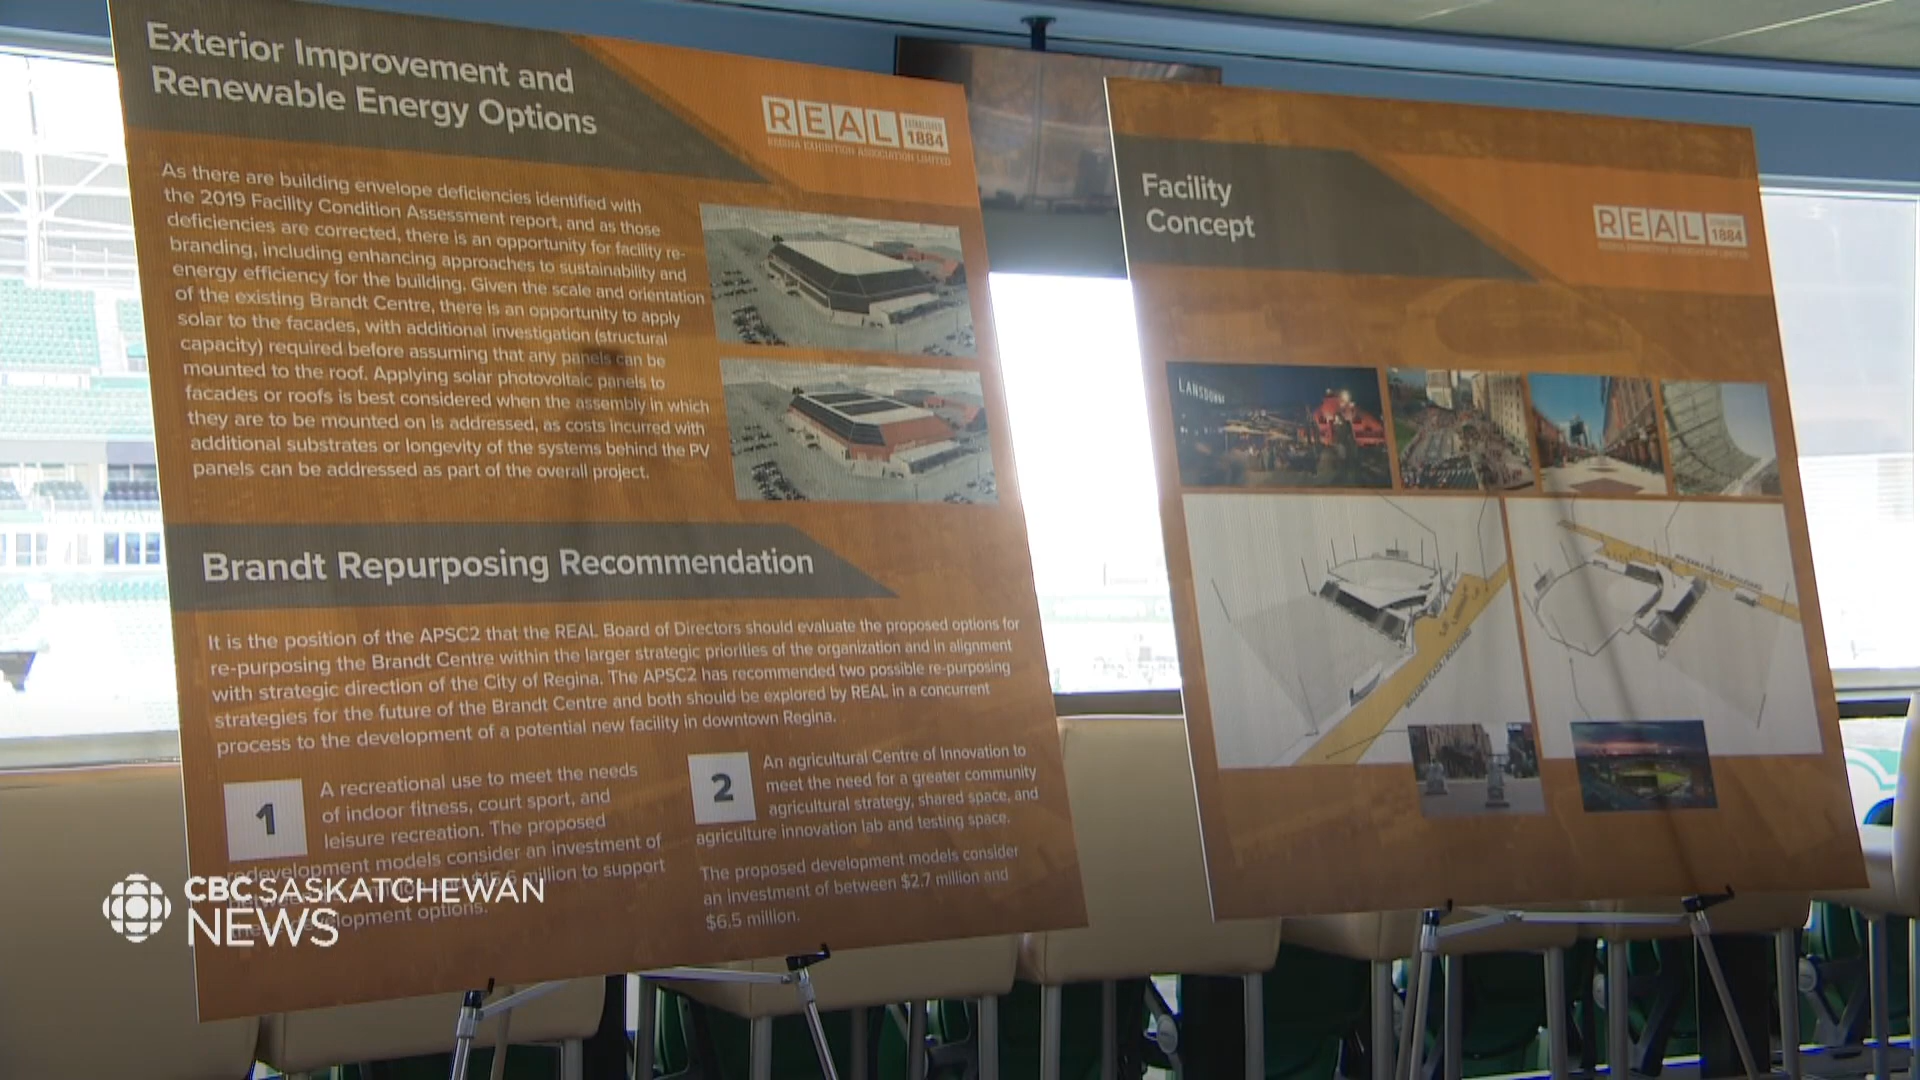 Exterior Improvement and
Renewable Energy Options
REAL
ESTABLISHED
1884
REGINA EXHIBITION ASSOCIATION LIMITED
As there are building envelope deficiencies identified with
the 2019 Facility Condition Assessment report, and as those
deficiencies are corrected, there is an opportunity for facility re-
branding, including enhancing approaches to sustainability and
energy efficiency for the building. Given the scale and orientation
of the existing Brandt Centre, there is an opportunity to apply
solar to the facades, with additional investigation (structural
capacity) required before assuming that any panels can be
mounted to the roof. Applying solar photovoltaic panels to
facades or roofs is best considered when the assembly in which
they are to be mounted on is addressed, as costs incurred with
additional substrates or longevity of the systems behind the PV
panels can be addressed as part of the overall project.
Brandt Repurposing Recommendation
It is the position of the APSC2 that the REAL Board of Directors should evaluate the proposed options for
re-purposing the Brandt Centre within the larger strategic priorities of the organization and in alignment
with strategic direction of the City of Regina. The APSC2 has recommended two possible re-purposing
strategies for the future of the Brandt Centre and both should be explored by REAL in a concurrent
process to the development of a potential new facility in downtown Regina.
1
A recreational use to meet the needs
of indoor fitness, court sport, and
leisure recreation. The proposed
redevelopment models consider an investment of
million to support
development options.
2
An agricultural Centre of Innovation to
meet the need for a greater community
agricultural strategy, shared space, and
agriculture innovation lab and testing space.
The proposed development models consider
an investment of between $2.7 million and
$6.5 million.
Facility
Concept
REAL
1884
REGINA EXHIBITION ASSOCIATION LIMITED
LANSDOWNE
WALKABLE PLAZA / BOULEVARD
WALKABLE PLAZA / BOULEVARD
CBC SASKATCHEWAN
NEWS